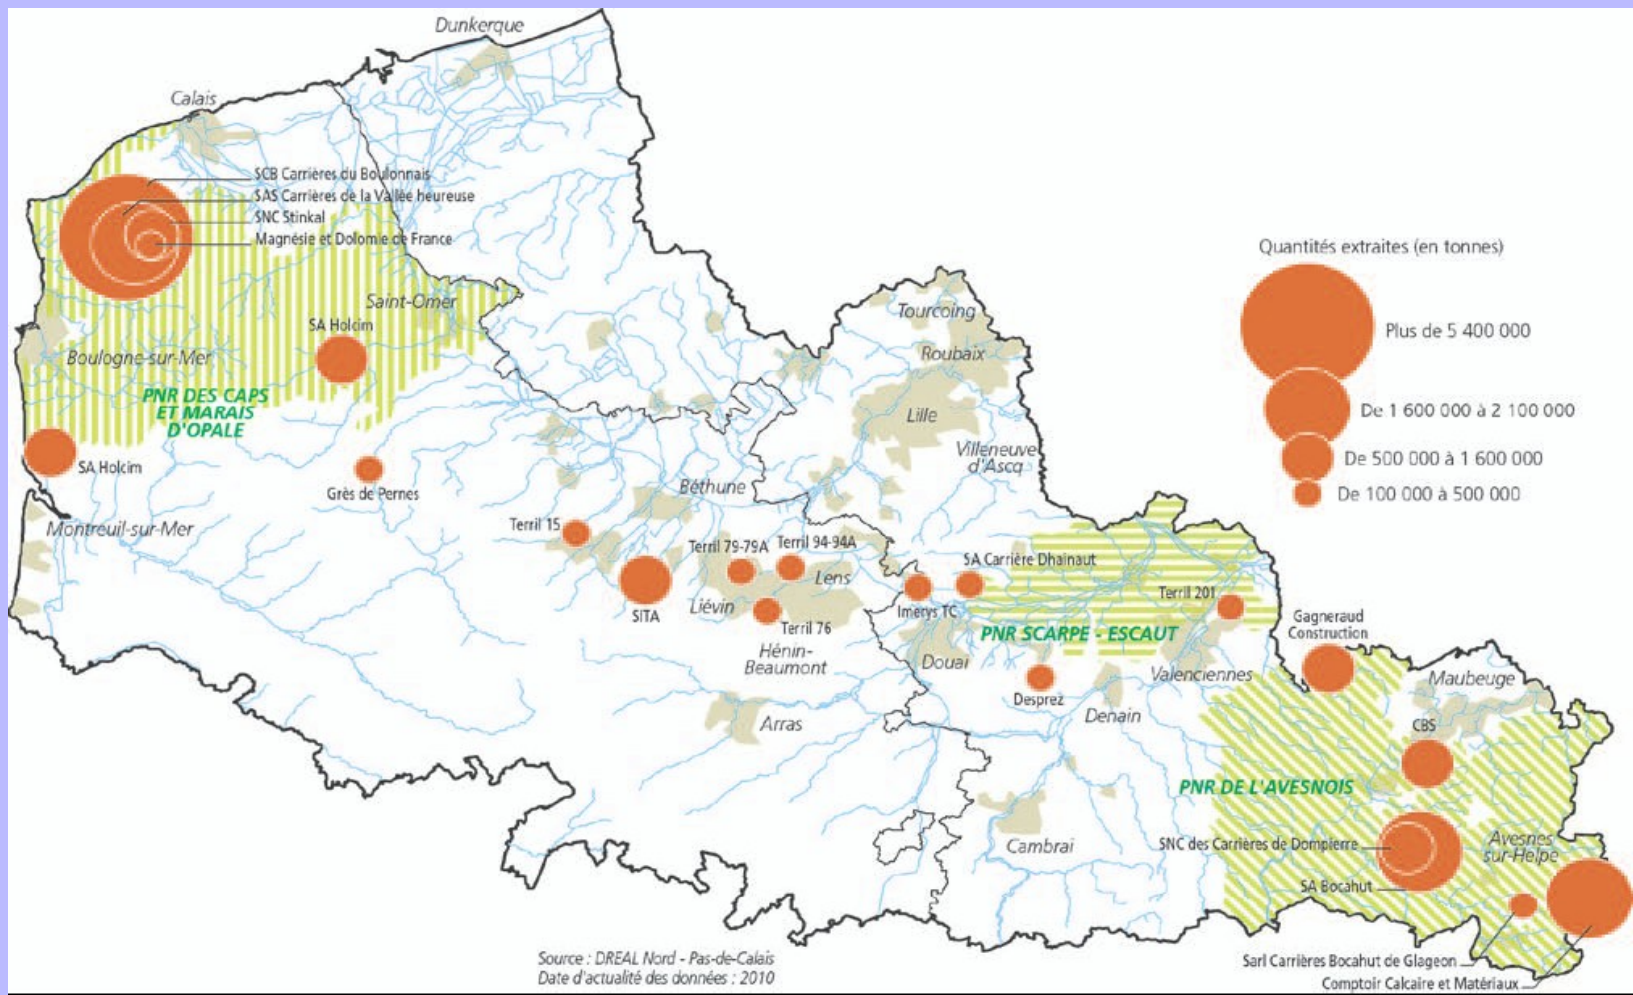 Dunkerque
Calais
SCB Carrières du Boulonnais
SAS Carrières de la Vallée heureuse
SNC Stinkal
Magnésie et Dolomie de France
Saint-Omer
SA Holcim
Boulogne-sur-Mer
PNR DES CAPS
ET MARAIS
D'OPALE
SA Holcim
Grès de Pernes
Montreuil-sur-Mer
Tourcoing
Roubaix
Lille
Villeneuve
d'Ascq
Béthune
Terril 15
Terril 79-79A
Terril 94-94A
Lens
SITA
Liévin
Terril 76
Hénin-
Beaumont
Arras
SA Carrière Dhainaut
Imerys TC
Terril 201
PNR SCARPE - ESCAUT
Douai
Desprez
Valenciennes
Denain
Gagneraud
Construction
Maubeuge
CBS
PNR DE L'AVESNOIS
Cambrai
SNC des Carrières de Dompierre
Avesnes
sur-Helpe
SA Bocahut
Sarl Carrières Bocahut de Glageon
Comptoir Calcaire et Matériaux
Quantités extraites (en tonnes)
Plus de 5 400 000
De 1 600 000 à 2 100 000
De 500 000 à 1 600 000
De 100 000 à 500 000
Source : DREAL Nord - Pas-de-Calais
Date d'actualité des données : 2010